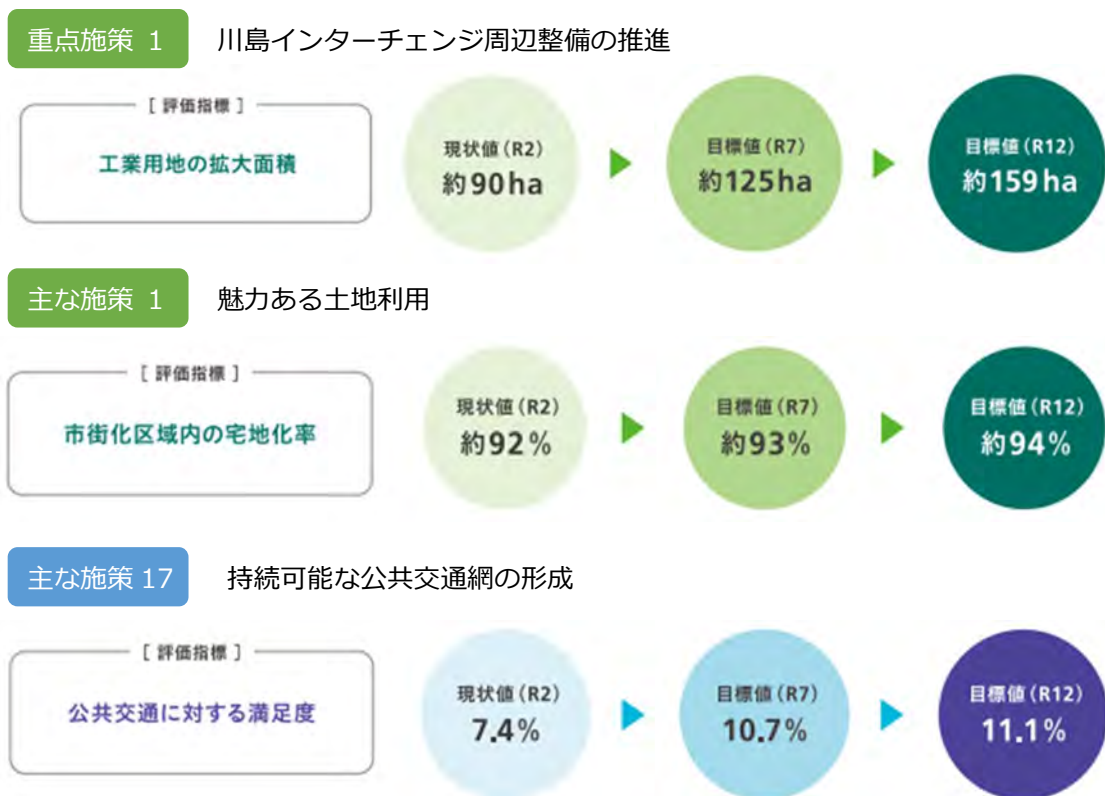 重点施策 1 川島インターチェンジ周辺整備の推進
[ 評価指標 ]
工業用地の拡大面積
現状値(R2)
約90ha
目標値(R7)
約125ha
目標値(R12)
約159ha
主な施策 1 魅力ある土地利用
[ 評価指標 ]
市街化区域内の宅地化率
現状値(R2)
約92%
目標値(R7)
約93%
目標値(R12)
約94%
主な施策 17 持続可能な公共交通網の形成
[ 評価指標 ]
公共交通に対する満足度
現状値(R2)
7.4%
目標値(R7)
10.7%
目標値(R12)
11.1%